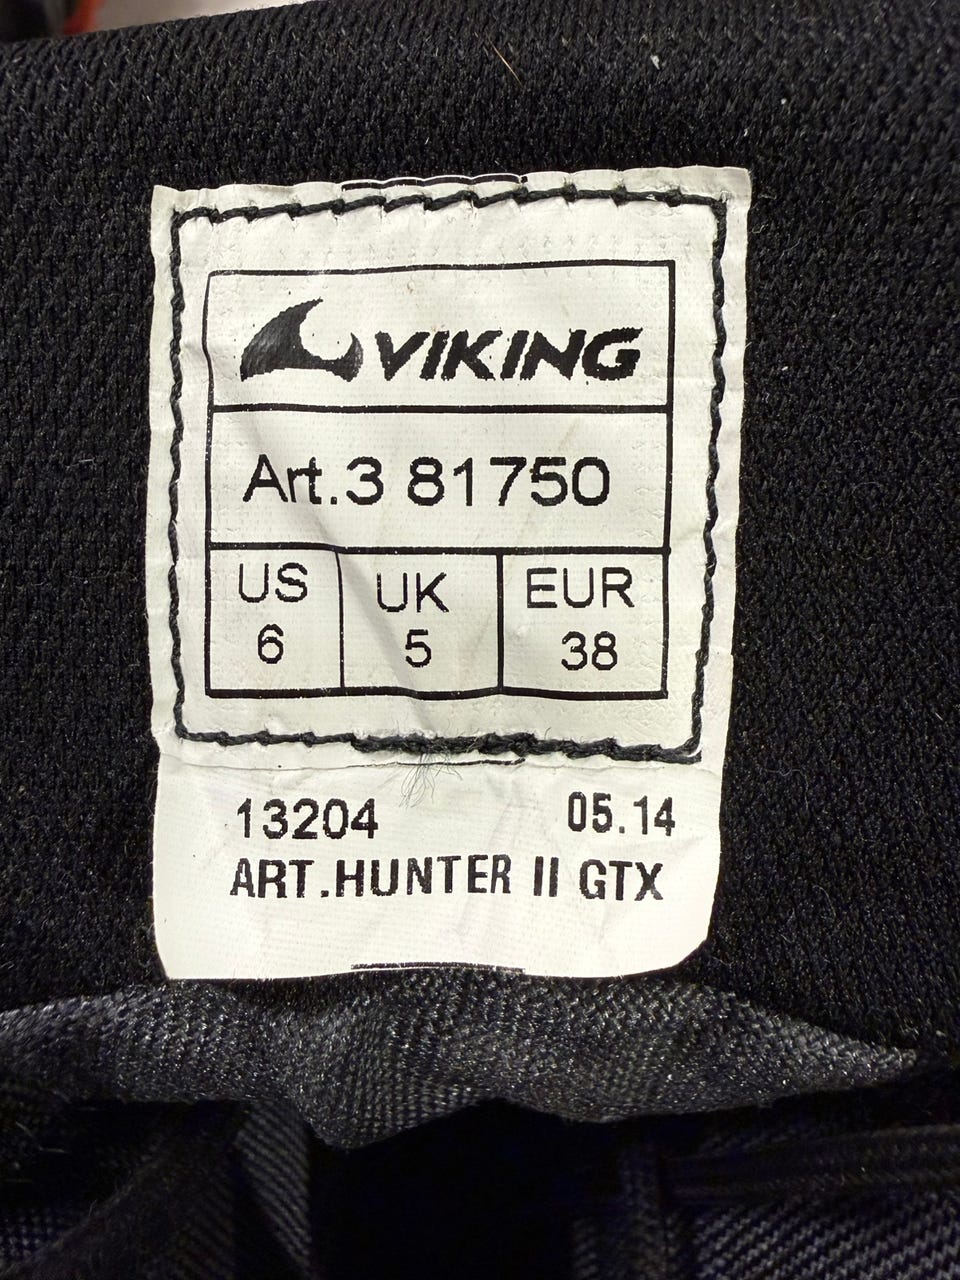 VIKING
Art.3 81750
US UK EUR
6 5 38
13204 05.14
ART.HUNTER II GTX